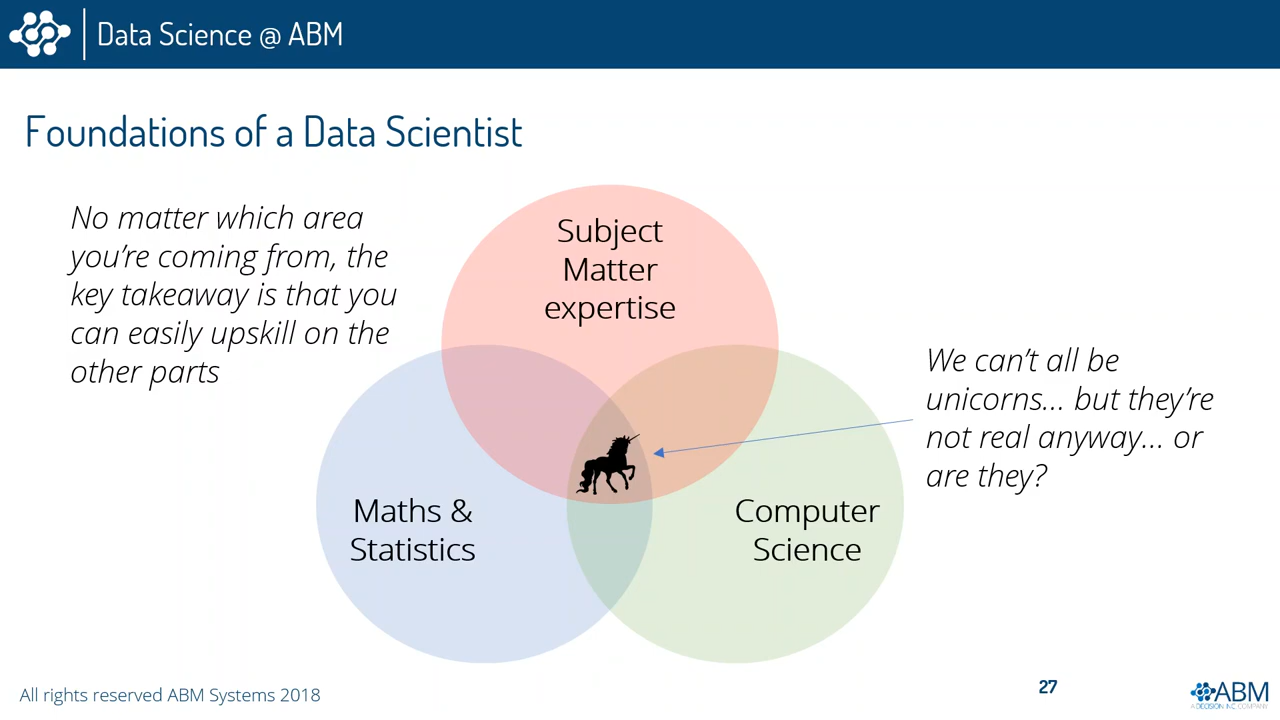 Data Science @ ABM
Foundations of a Data Scientist
No matter which area
you’re coming from, the
key takeaway is that you
can easily upskill on the
other parts
Subject
Matter
expertise
We can’t all be
unicorns... but they’re
not real anyway... or
are they?
Maths &
Statistics
Computer
Science
All rights reserved ABM Systems 2018
27
ABM
A DECISION INC. COMPANY